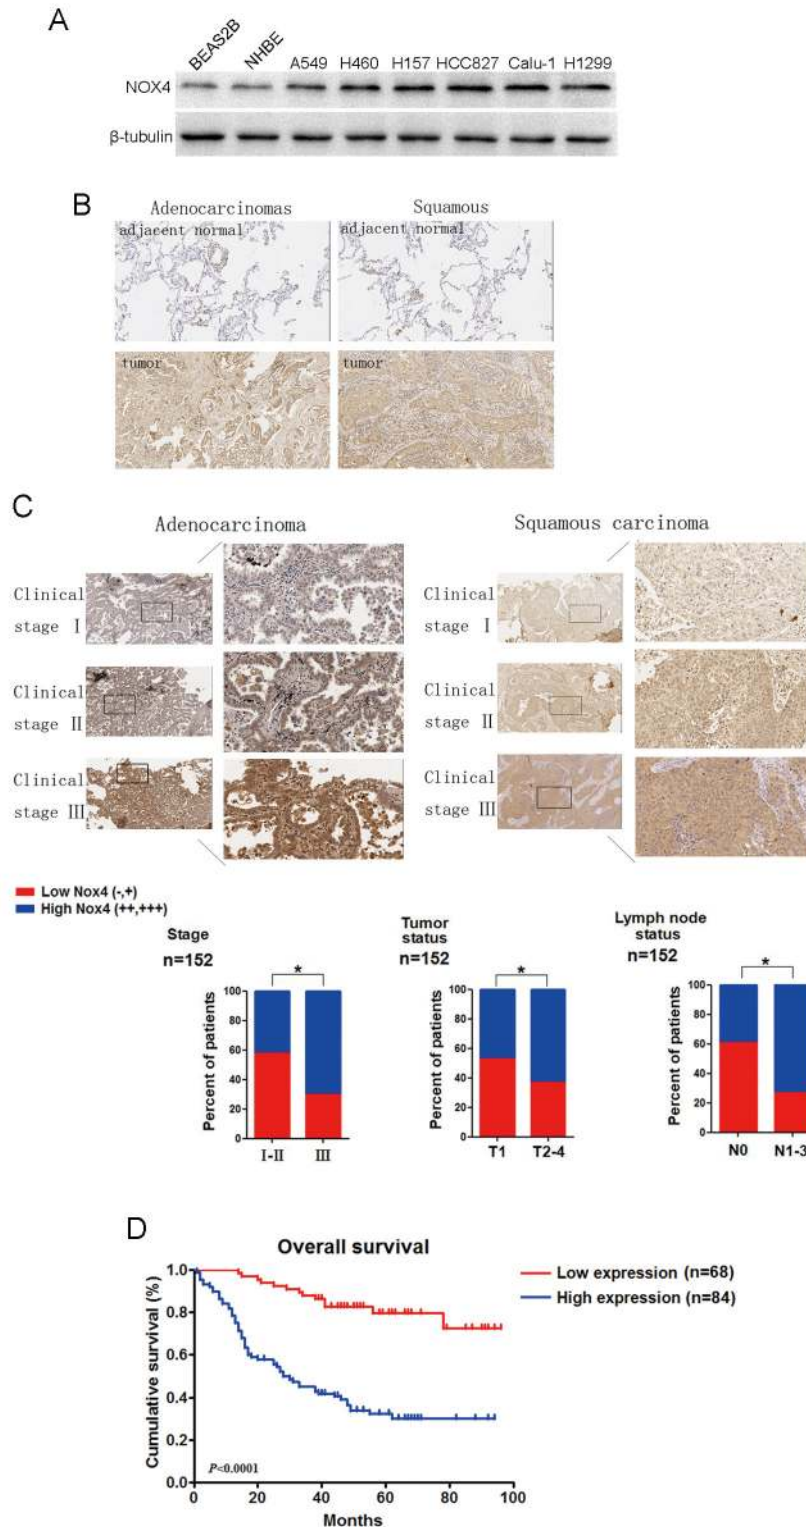 A
BEAS2B NHBE A549 H460 H157 HCC827 Calu-1 H1299
NOX4
β-tubulin
B
Adenocarcinomas Squamous
adjacent normal adjacent normal
tumor tumor
C
Adenocarcinoma Squamous carcinoma
Clinical
stage Ⅰ
Clinical
stage Ⅱ
Clinical
stage Ⅲ
Clinical
stage Ⅰ
Clinical
stage Ⅱ
Clinical
stage Ⅲ
Low Nox4 (-,+)
High Nox4 (++,+++)
Stage
n=152
*
Percent of patients
100
80
60
40
20
0
Ⅰ-Ⅱ Ⅲ
Tumor
status
n=152
*
Percent of patients
100
80
60
40
20
0
T1 T2-4
Lymph node
status
n=152
*
Percent of patients
100
80
60
40
20
0
N0 N1-3
D
Overall survival
Cumulative survival (%)
1.0
0.8
0.6
0.4
0.2
0.0
P<0.0001
0 20 40 60 80 100
Months
Low expression (n=68)
High expression (n=84)